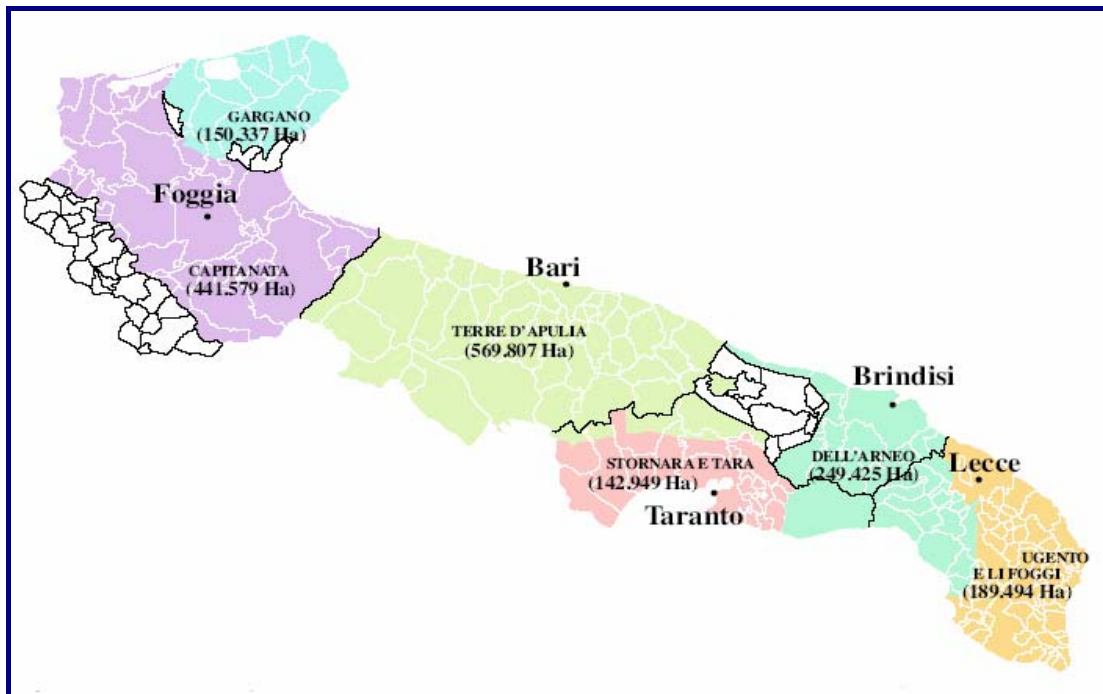 GARGANO
(150.337 Ha)
Foggia
CAPITANATA
(441.579 Ha)
Bari
TERRE D'APULIA
(569.807 Ha)
Brindisi
DELL'ARNEO
(249.425 Ha)
STORNARA E TARA
(142.949 Ha)
Taranto
Lecce
UGENTO
E LI FOGGI
(189.494 Ha)